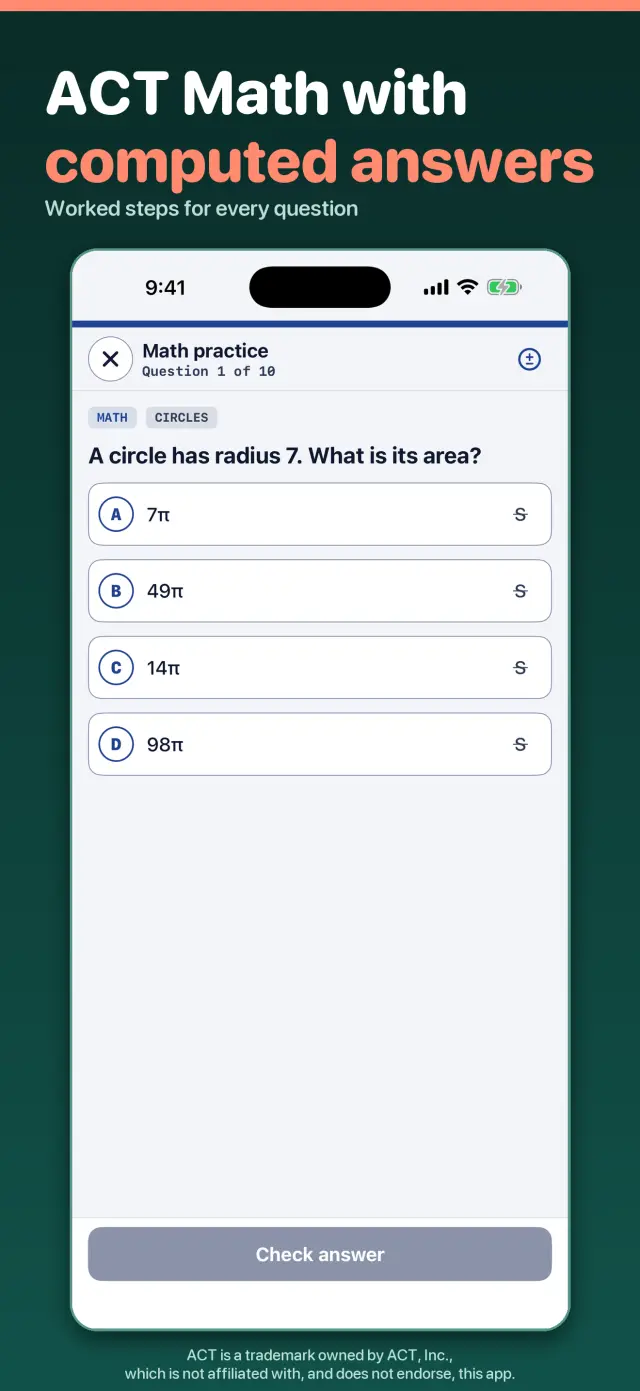 ACT Math with
computed answers
Worked steps for every question
9:41
Math practice
Question 1 of 10
MATH CIRCLES
A circle has radius 7. What is its area?
A 7π S
B 49π S
C 14π S
D 98π S
Check answer
ACT is a trademark owned by ACT, Inc.,
which is not affiliated with, and does not endorse, this app.